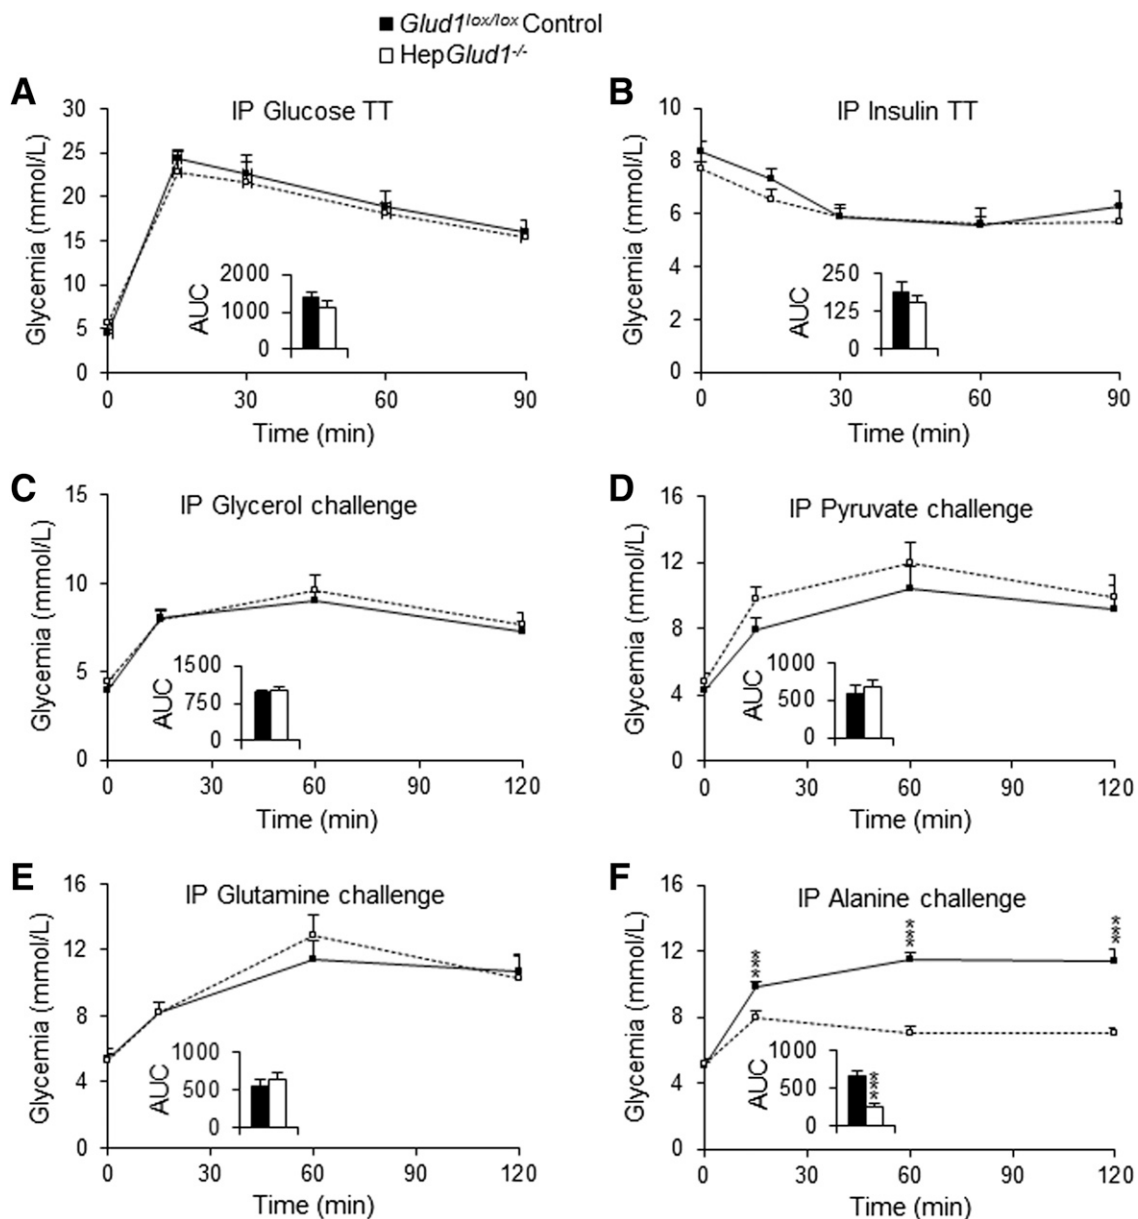 ■ Glud1lox/lox Control
□ HepGlud1-/-
A
IP Glucose TT
Glycemia (mmol/L)
30
25
20
15
10
5
0
AUC
2000
1000
0
0 30 60 90
Time (min)
B
IP Insulin TT
Glycemia (mmol/L)
10
8
6
4
2
0
AUC
250
125
0
0 30 60 90
Time (min)
C
IP Glycerol challenge
Glycemia (mmol/L)
15
10
5
0
AUC
1500
750
0
0 30 60 90 120
Time (min)
D
IP Pyruvate challenge
Glycemia (mmol/L)
16
12
8
4
0
AUC
1000
500
0
0 30 60 90 120
Time (min)
E
IP Glutamine challenge
Glycemia (mmol/L)
16
12
8
4
0
AUC
1000
500
0
0 30 60 90 120
Time (min)
F
IP Alanine challenge
Glycemia (mmol/L)
16
12
8
4
0
***
***
***
AUC
1000
500
0
***
0 30 60 90 120
Time (min)